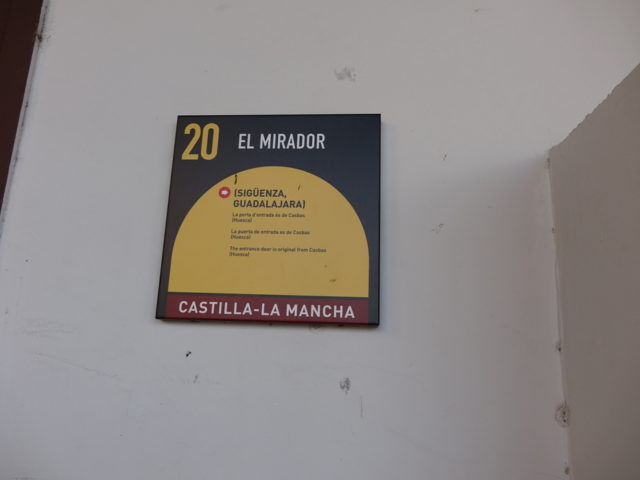 20 EL MIRADOR
(SIGÜENZA,
GUADALAJARA)
La porta d'entrada és de Casbas
(Huesca)
La puerta de entrada es de Casbas
(Huesca)
The entrance door is original from Casbas
(Huesca)
CASTILLA-LA MANCHA